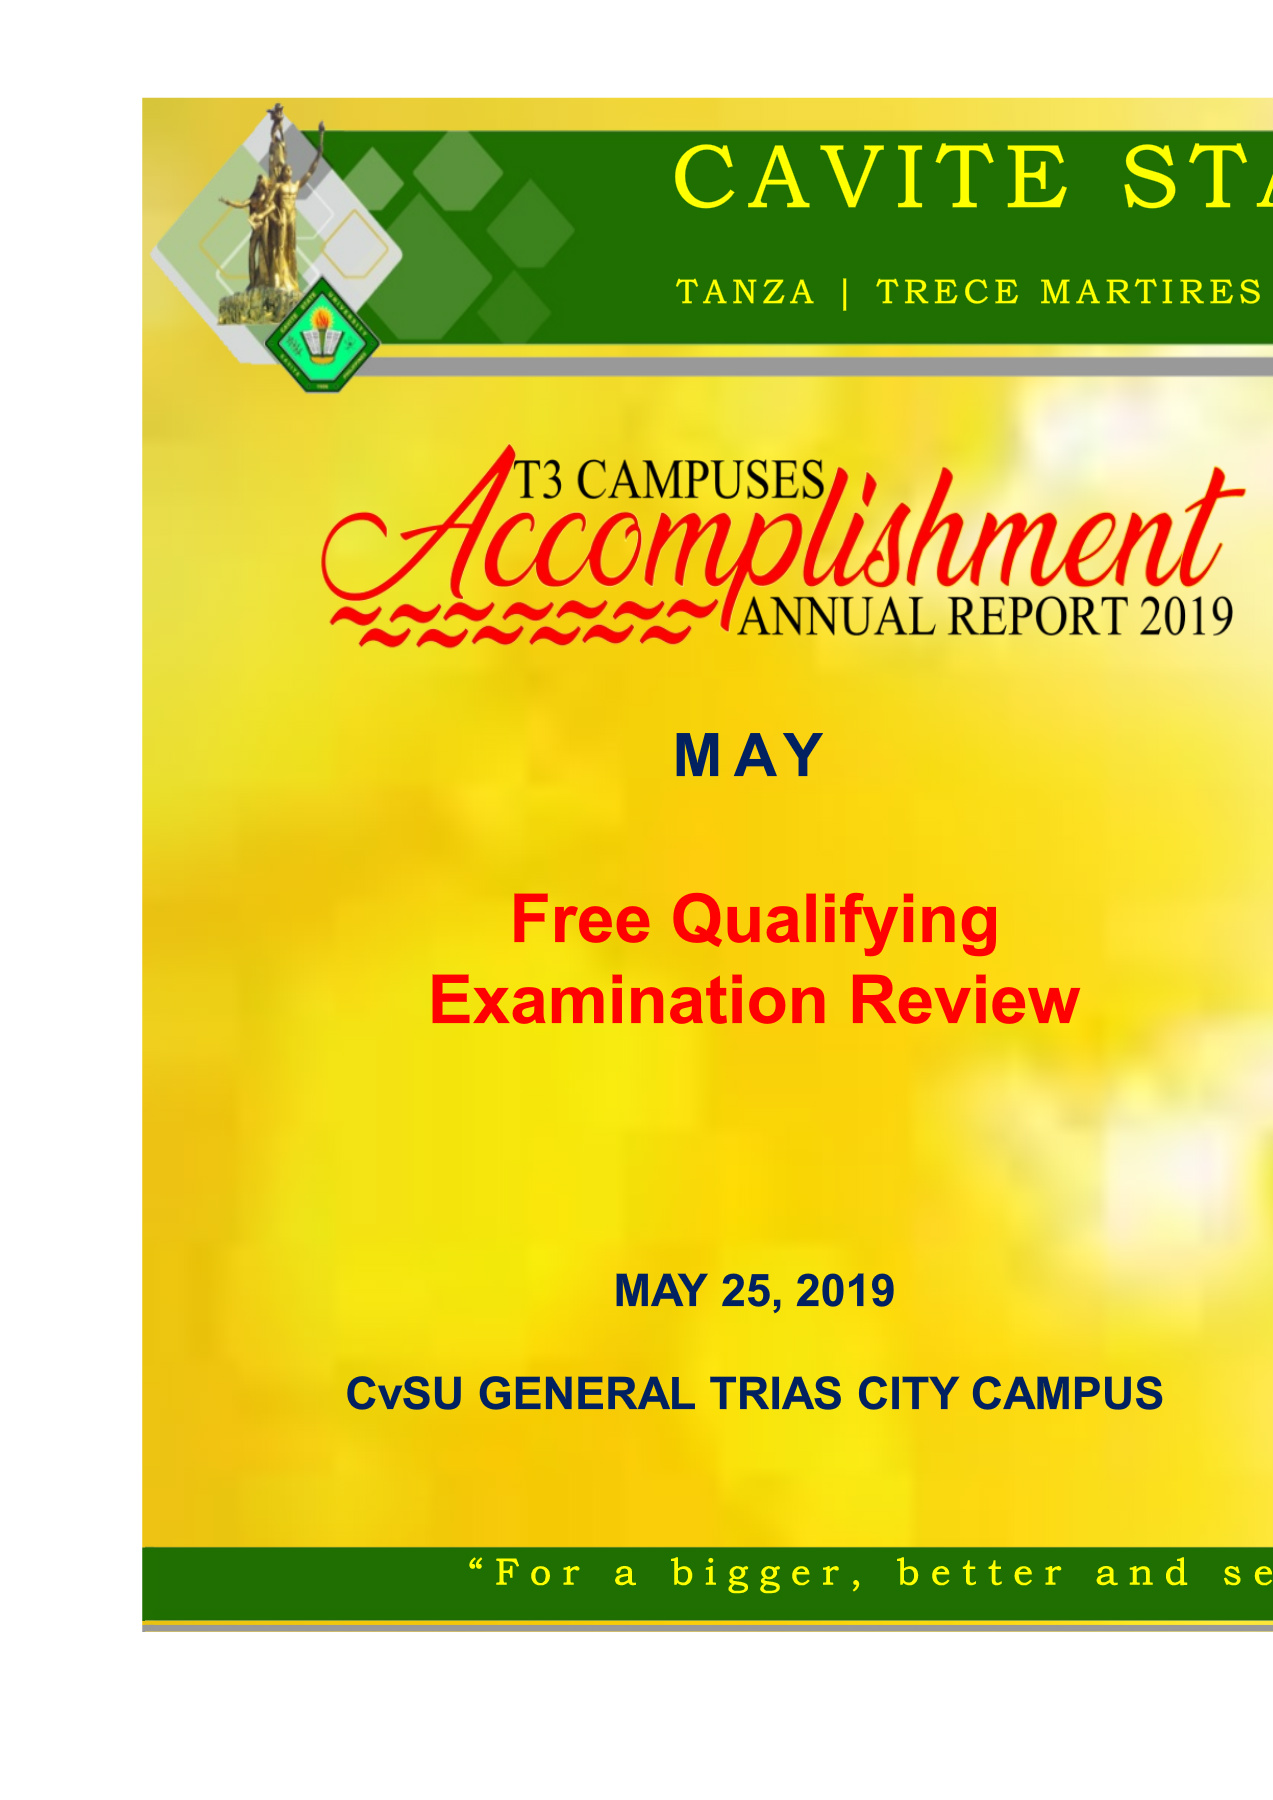 CAVITE STA
TANZA | TRECE MARTIRES
T3 CAMPUSES
Accomplishment
ANNUAL REPORT 2019
MAY
Free Qualifying
Examination Review
MAY 25, 2019
CvSU GENERAL TRIAS CITY CAMPUS
“For a bigger, better and se